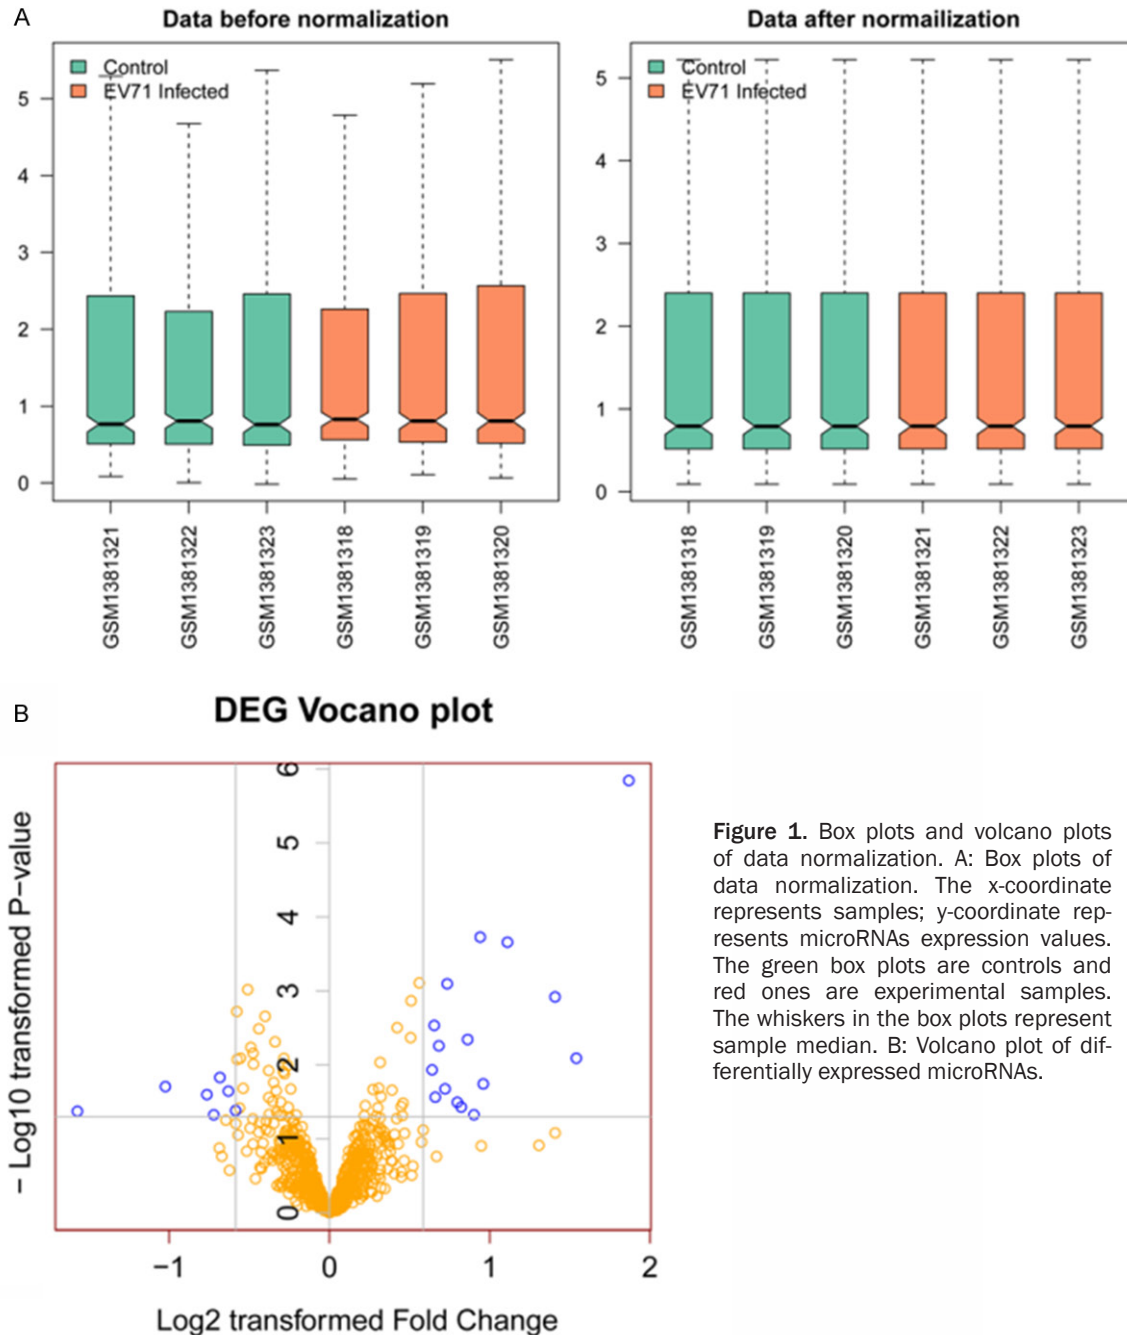 A
Data before normalization
Control
EV71 Infected
5
4
3
2
1
0
GSM1381321
GSM1381322
GSM1381323
GSM1381318
GSM1381319
GSM1381320
Data after normailization
Control
EV71 Infected
5
4
3
2
1
0
GSM1381318
GSM1381319
GSM1381320
GSM1381321
GSM1381322
GSM1381323
B
DEG Vocano plot
− Log10 transformed P−value
6
5
4
3
2
1
0
−1
0
1
2
Log2 transformed Fold Change
Figure 1. Box plots and volcano plots
of data normalization. A: Box plots of
data normalization. The x-coordinate
represents samples; y-coordinate rep-
resents microRNAs expression values.
The green box plots are controls and
red ones are experimental samples.
The whiskers in the box plots represent
sample median. B: Volcano plot of dif-
ferentially expressed microRNAs.